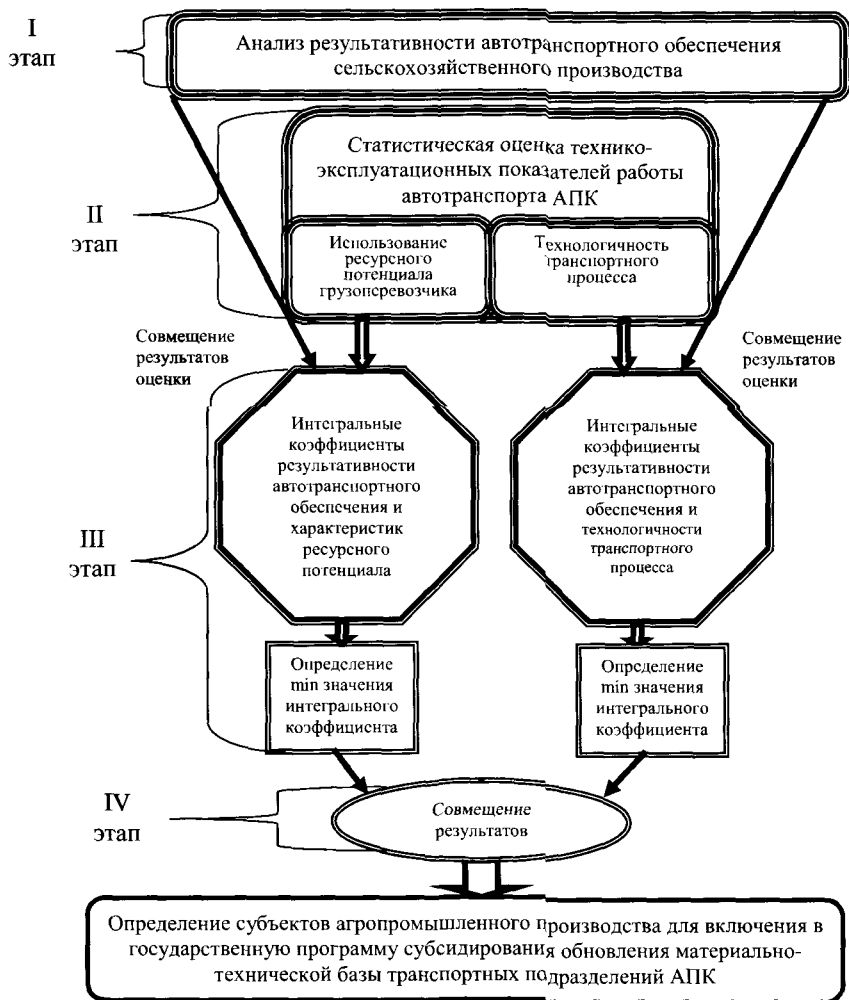 I
этап
Анализ результативности автотранспортного обеспечения
сельскохозяйственного производства
II
этап
Статистическая оценка технико-
эксплуатационных показателей работы
автотранспорта АПК
Использование
ресурсного
потенциала
грузоперевозчика
Технологичность
транспортного
процесса
Совмещение
результатов
оценки
Совмещение
результатов
оценки
III
этап
Интегральные
коэффициенты
результативности
автотранспортного
обеспечения и
характеристик
ресурсного
потенциала
Интегральные
коэффициенты
результативности
автотранспортного
обеспечения и
технологичности
транспортного
процесса
Определение
min значения
интегрального
коэффициента
Определение
min значения
интегрального
коэффициента
IV
этап
Совмещение
результатов
Определение субъектов агропромышленного производства для включения в
государственную программу субсидирования обновления материально-
технической базы транспортных подразделений АПК